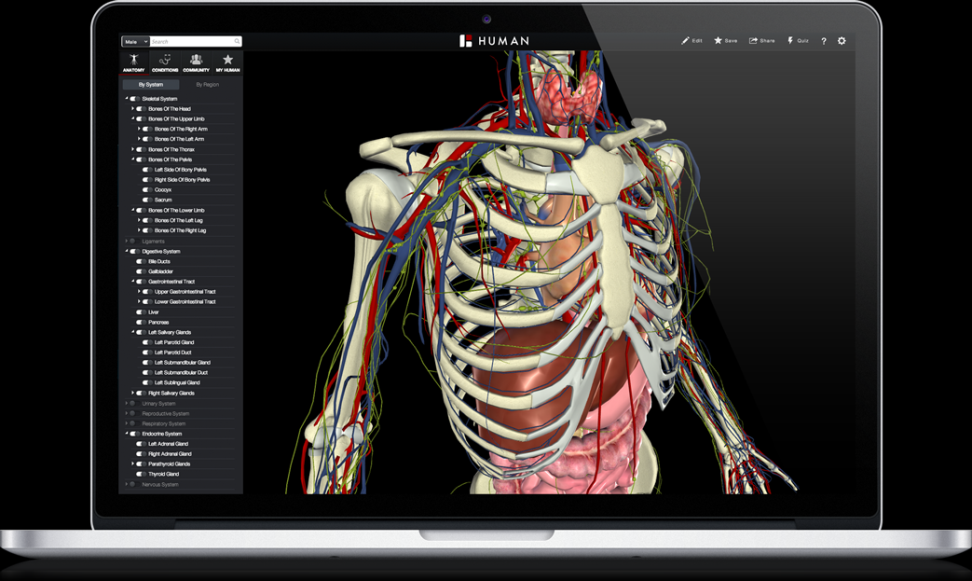 Male
Search
HUMAN
Edit
Save
Share
Quiz
?
ANATOMY
CONDITIONS
COMMUNITY
MY HUMAN
By System
By Region
Skeletal System
Bones Of The Head
Bones Of The Upper Limb
Bones Of The Right Arm
Bones Of The Left Arm
Bones Of The Thorax
Bones Of The Pelvis
Left Side Of Bony Pelvis
Right Side Of Bony Pelvis
Coccyx
Sacrum
Bones Of The Lower Limb
Bones Of The Left Leg
Bones Of The Right Leg
Ligaments
Digestive System
Bile Ducts
Gallbladder
Gastrointestinal Tract
Upper Gastrointestinal Tract
Lower Gastrointestinal Tract
Liver
Pancreas
Left Salivary Glands
Left Parotid Gland
Left Parotid Duct
Left Submandibular Gland
Left Submandibular Duct
Left Sublingual Gland
Right Salivary Glands
Urinary System
Reproductive System
Respiratory System
Endocrine System
Left Adrenal Gland
Right Adrenal Gland
Parathyroid Glands
Thyroid Gland
Nervous System